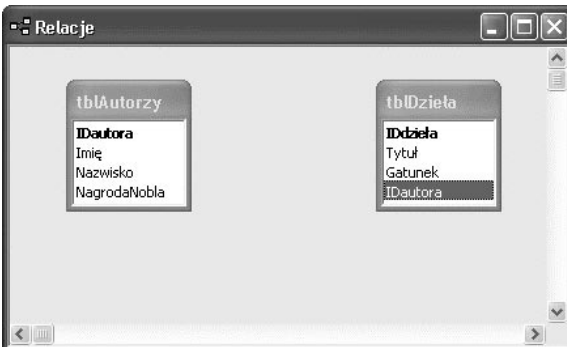 Relacje
tblAutorzy
IDautora
Imię
Nazwisko
NagrodaNobla
tblDzieła
IDdzieła
Tytuł
Gatunek
IDautora